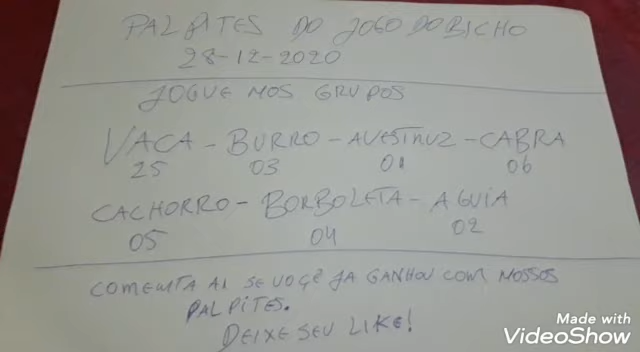 PALPITES DO JOGO DO BICHO
28-12-2020
JOGUE NOS GRUPOS
VACA - BURRO - AVESTRUZ - CABRA
25 03 01 06
CACHORRO - BORBOLETA - AGUIA
05 04 02
COMENTA AI SE VOÇÊ JA GANHOU COM NOSSOS
PALPITES.
DEIXE SEU LIKE!
Made with
VideoShow